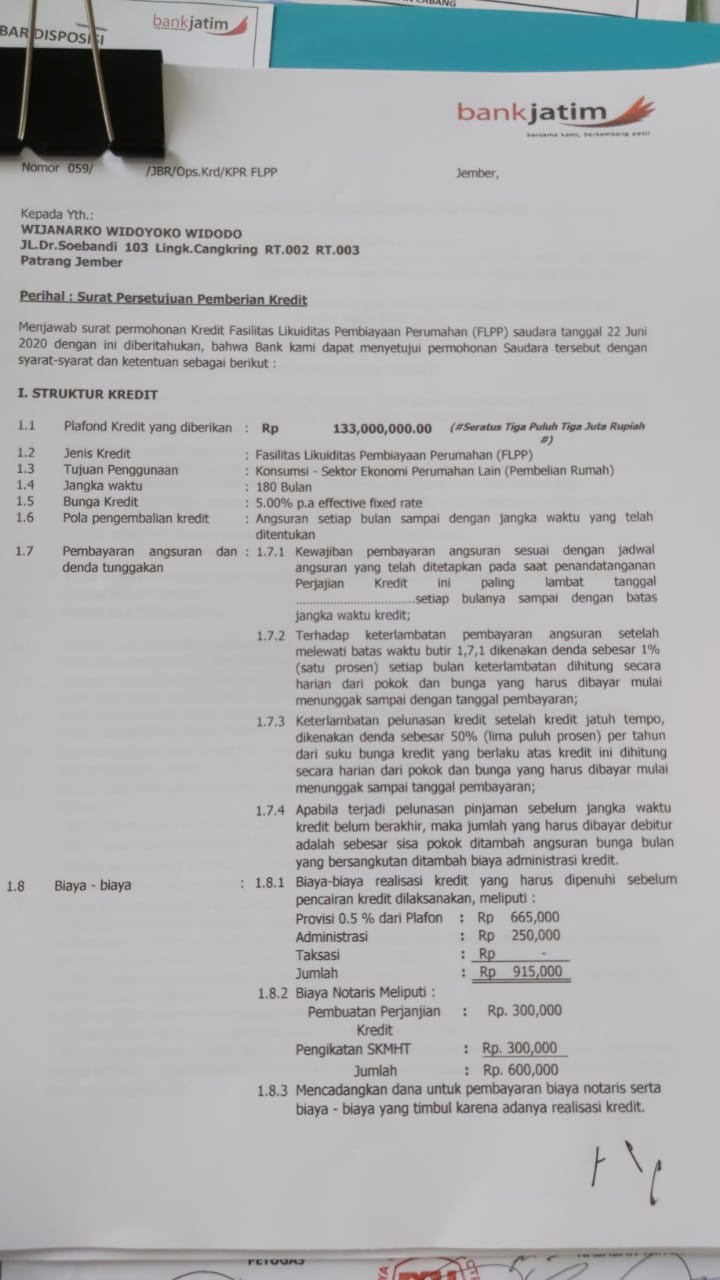 CABANG
BAR DISPOSISI
bankjatim
bankjatim
bersama kami, berkembang pasti
Nomor 059/ /JBR/Ops.Krd/KPR FLPP Jember,
Kepada Yth.:
WIJANARKO WIDOYOKO WIDODO
JL.Dr.Soebandi 103 Lingk.Cangkring RT.002 RT.003
Patrang Jember
Perihal : Surat Persetujuan Pemberian Kredit
Menjawab surat permohonan Kredit Fasilitas Likuiditas Pembiayaan Perumahan (FLPP) saudara tanggal 22 Juni
2020 dengan ini diberitahukan, bahwa Bank kami dapat menyetujui permohonan Saudara tersebut dengan
syarat-syarat dan ketentuan sebagai berikut :
I. STRUKTUR KREDIT
1.1 Plafond Kredit yang diberikan : Rp 133,000,000.00 (#Seratus Tiga Puluh Tiga Juta Rupiah
#)
1.2 Jenis Kredit : Fasilitas Likuiditas Pembiayaan Perumahan (FLPP)
1.3 Tujuan Penggunaan : Konsumsi - Sektor Ekonomi Perumahan Lain (Pembelian Rumah)
1.4 Jangka waktu : 180 Bulan
1.5 Bunga Kredit : 5.00% p.a effective fixed rate
1.6 Pola pengembalian kredit : Angsuran setiap bulan sampai dengan jangka waktu yang telah
ditentukan
1.7 Pembayaran angsuran dan : 1.7.1 Kewajiban pembayaran angsuran sesuai dengan jadwal
denda tunggakan angsuran yang telah ditetapkan pada saat penandatanganan
Perjajian Kredit ini paling lambat tanggal
..................................setiap bulanya sampai dengan batas
jangka waktu kredit;
1.7.2 Terhadap keterlambatan pembayaran angsuran setelah
melewati batas waktu butir 1,7,1 dikenakan denda sebesar 1%
(satu prosen) setiap bulan keterlambatan dihitung secara
harian dari pokok dan bunga yang harus dibayar mulai
menunggak sampai dengan tanggal pembayaran;
1.7.3 Keterlambatan pelunasan kredit setelah kredit jatuh tempo,
dikenakan denda sebesar 50% (lima puluh prosen) per tahun
dari suku bunga kredit yang berlaku atas kredit ini dihitung
secara harian dari pokok dan bunga yang harus dibayar mulai
menunggak sampai tanggal pembayaran;
1.7.4 Apabila terjadi pelunasan pinjaman sebelum jangka waktu
kredit belum berakhir, maka jumlah yang harus dibayar debitur
adalah sebesar sisa pokok ditambah angsuran bunga bulan
yang bersangkutan ditambah biaya administrasi kredit.
1.8 Biaya - biaya : 1.8.1 Biaya-biaya realisasi kredit yang harus dipenuhi sebelum
pencairan kredit dilaksanakan, meliputi :
Provisi 0.5 % dari Plafon : Rp 665,000
Administrasi : Rp 250,000
Taksasi : Rp -
Jumlah : Rp 915,000
1.8.2 Biaya Notaris Meliputi :
Pembuatan Perjanjian : Rp. 300,000
Kredit
Pengikatan SKMHT : Rp. 300,000
Jumlah : Rp. 600,000
1.8.3 Mencadangkan dana untuk pembayaran biaya notaris serta
biaya - biaya yang timbul karena adanya realisasi kredit.
PETUGAS